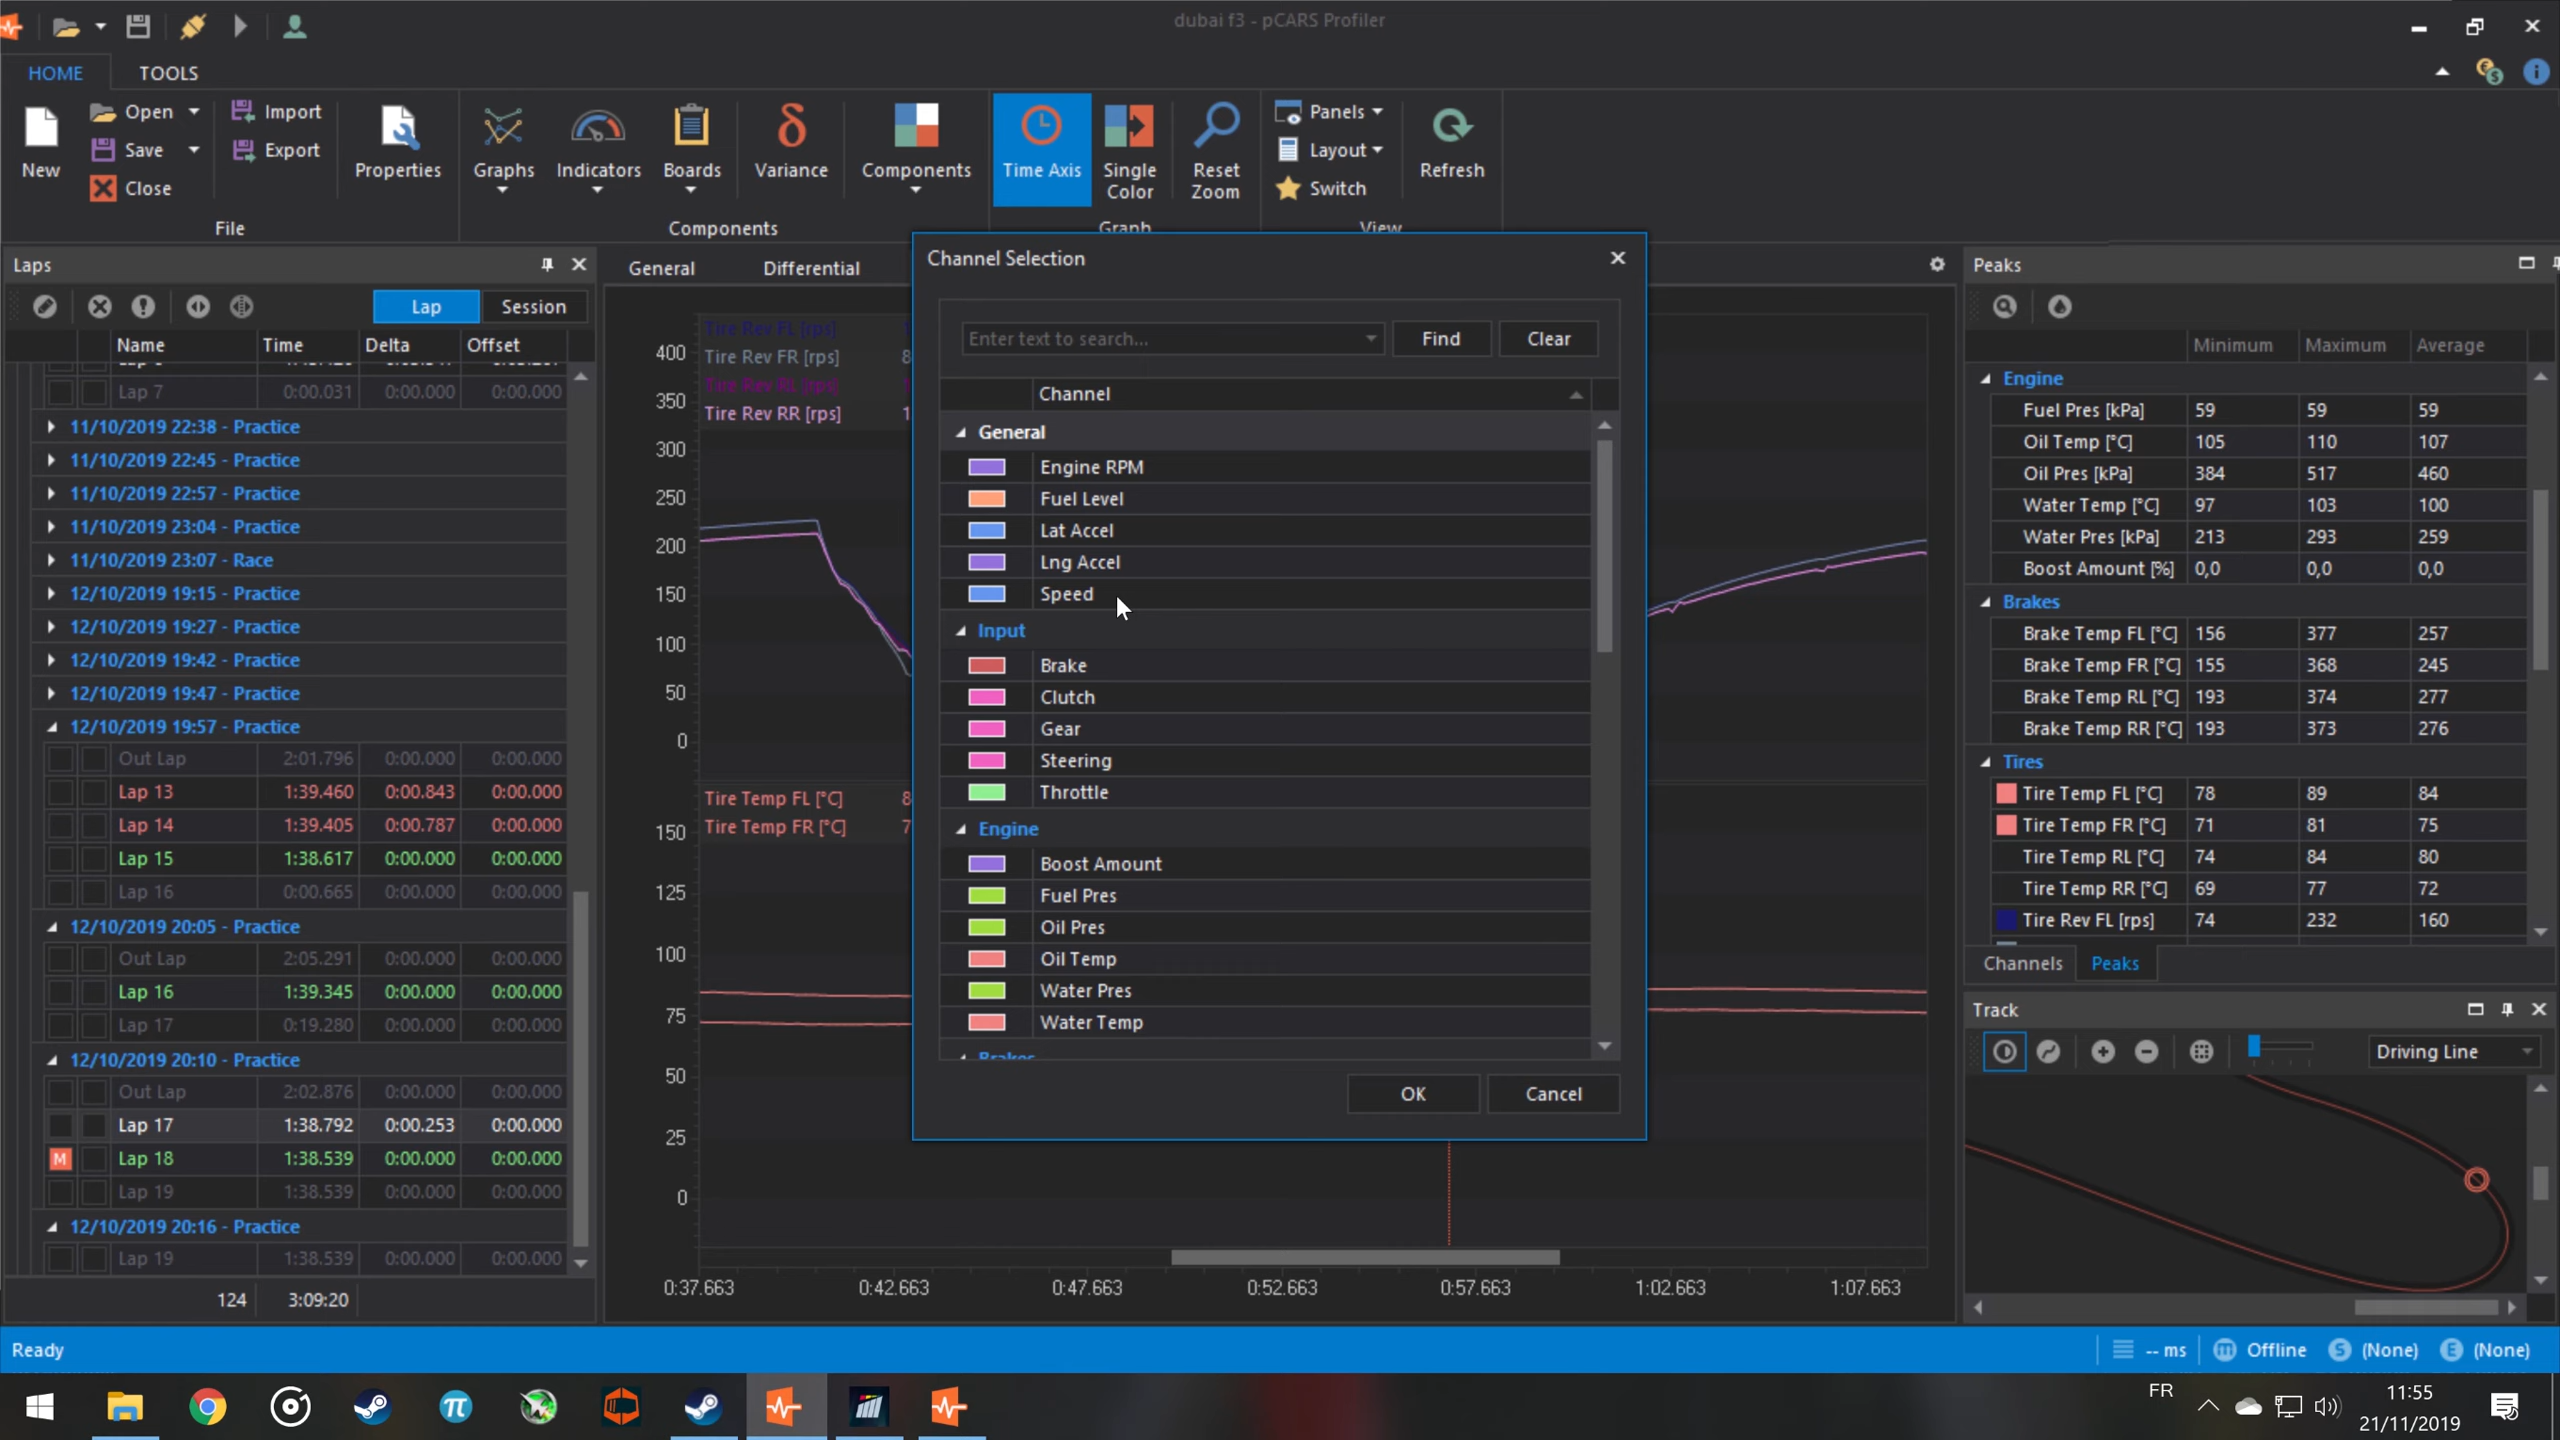 dubai f3 - pCARS Profiler
HOME TOOLS
New
Open
Save
Close
Import
Export
Properties
Graphs
Indicators
Boards
Variance
Components
Time Axis
Single Color
Reset Zoom
Panels
Layout
Switch
Refresh
File
Components
Graph
View
Laps
Lap Session
Name Time Delta Offset
Lap 7 0:00.031 0:00.000 0:00.000
11/10/2019 22:38 - Practice
11/10/2019 22:45 - Practice
11/10/2019 22:57 - Practice
11/10/2019 23:04 - Practice
11/10/2019 23:07 - Race
12/10/2019 19:15 - Practice
12/10/2019 19:27 - Practice
12/10/2019 19:42 - Practice
12/10/2019 19:47 - Practice
12/10/2019 19:57 - Practice
Out Lap 2:01.796 0:00.000 0:00.000
Lap 13 1:39.460 0:00.843 0:00.000
Lap 14 1:39.405 0:00.787 0:00.000
Lap 15 1:38.617 0:00.000 0:00.000
Lap 16 0:00.665 0:00.000 0:00.000
12/10/2019 20:05 - Practice
Out Lap 2:05.291 0:00.000 0:00.000
Lap 16 1:39.345 0:00.000 0:00.000
Lap 17 0:19.280 0:00.000 0:00.000
12/10/2019 20:10 - Practice
Out Lap 2:02.876 0:00.000 0:00.000
Lap 17 1:38.792 0:00.253 0:00.000
M Lap 18 1:38.539 0:00.000 0:00.000
Lap 19 1:38.539 0:00.000 0:00.000
12/10/2019 20:16 - Practice
Lap 19 1:38.539 0:00.000 0:00.000
124 3:09:20
General Differential
Tire Rev FL [rps]
Tire Rev FR [rps] 8
Tire Rev RL [rps]
Tire Rev RR [rps] 1
400
350
300
250
200
150
100
50
0
Tire Temp FL [°C] 8
Tire Temp FR [°C] 7
150
125
100
75
50
25
0
0:37.663 0:42.663 0:47.663 0:52.663 0:57.663 1:02.663 1:07.663
Channel Selection
Enter text to search... Find Clear
Channel
General
Engine RPM
Fuel Level
Lat Accel
Lng Accel
Speed
Input
Brake
Clutch
Gear
Steering
Throttle
Engine
Boost Amount
Fuel Pres
Oil Pres
Oil Temp
Water Pres
Water Temp
Brakes
OK Cancel
Peaks
Minimum Maximum Average
Engine
Fuel Pres [kPa] 59 59 59
Oil Temp [°C] 105 110 107
Oil Pres [kPa] 384 517 460
Water Temp [°C] 97 103 100
Water Pres [kPa] 213 293 259
Boost Amount [%] 0,0 0,0 0,0
Brakes
Brake Temp FL [°C] 156 377 257
Brake Temp FR [°C] 155 368 245
Brake Temp RL [°C] 193 374 277
Brake Temp RR [°C] 193 373 276
Tires
Tire Temp FL [°C] 78 89 84
Tire Temp FR [°C] 71 81 75
Tire Temp RL [°C] 74 84 80
Tire Temp RR [°C] 69 77 72
Tire Rev FL [rps] 74 232 160
Channels Peaks
Track
Driving Line
Ready
-- ms Offline (None) (None)
FR
11:55
21/11/2019